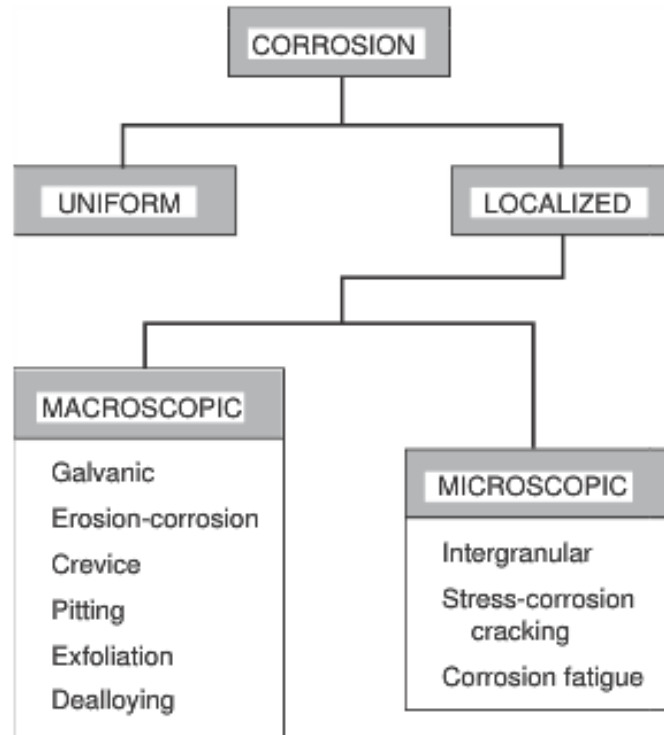 CORROSION
UNIFORM
LOCALIZED
MACROSCOPIC
Galvanic
Erosion-corrosion
Crevice
Pitting
Exfoliation
Dealloying
MICROSCOPIC
Intergranular
Stress-corrosion
cracking
Corrosion fatigue